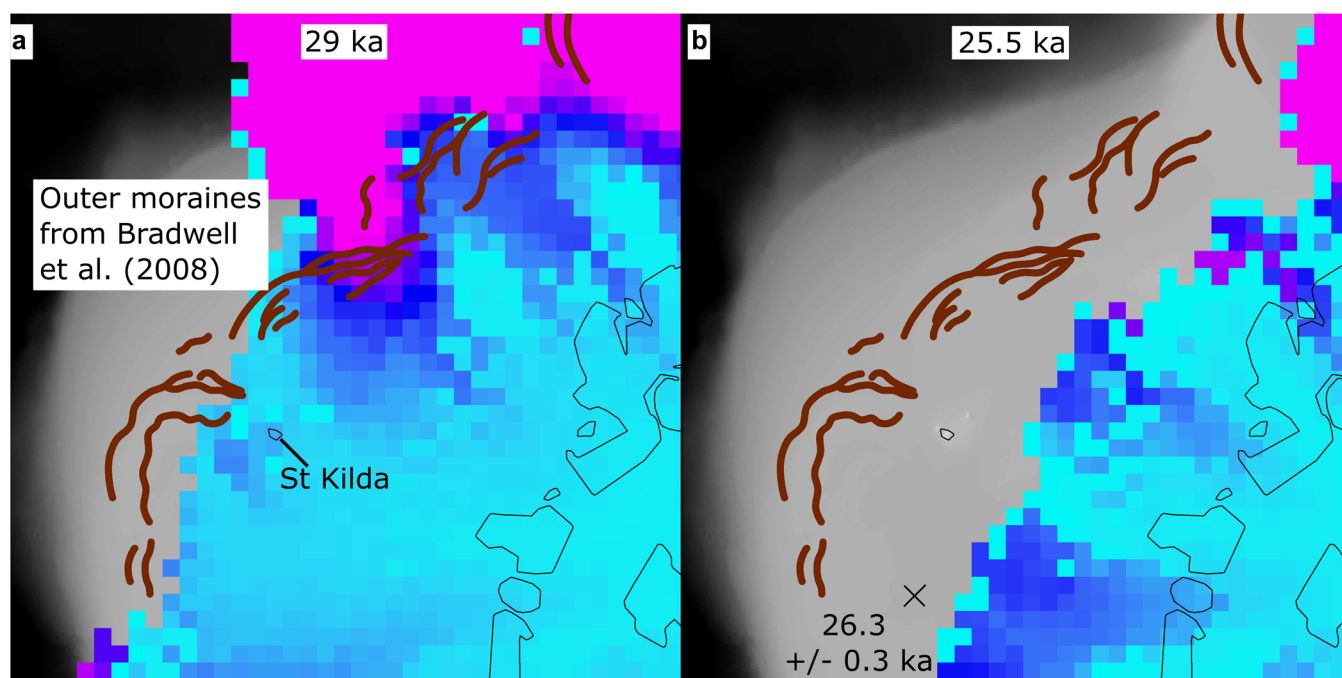 a
29 ka
Outer moraines
from Bradwell
et al. (2008)
St Kilda
b
25.5 ka
26.3
+/- 0.3 ka